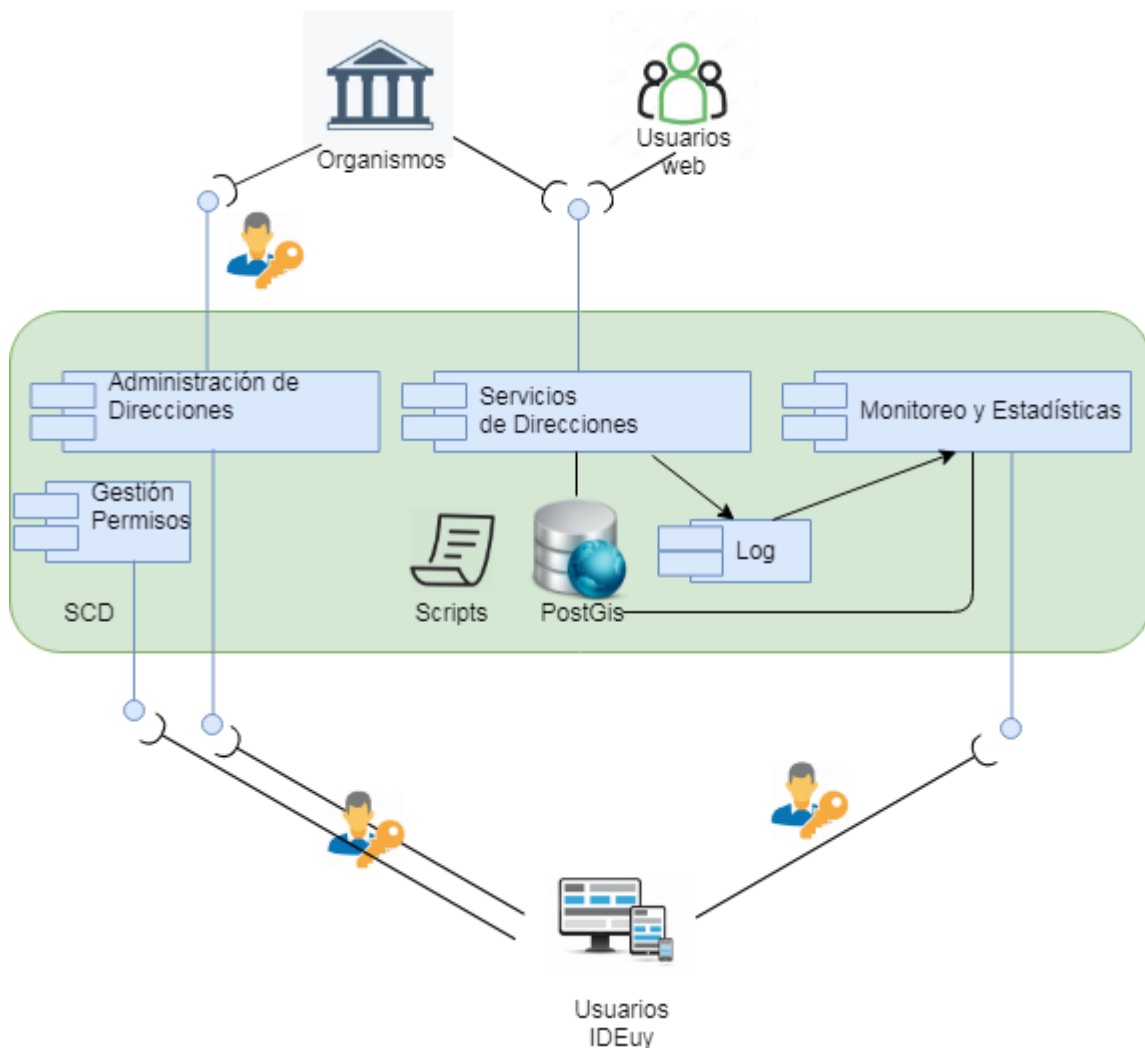 Organismos
Usuarios
web
Administración de
Direcciones
Servicios
de Direcciones
Monitoreo y Estadísticas
Gestión
Permisos
Log
SCD
Scripts
PostGis
Usuarios
IDEuy